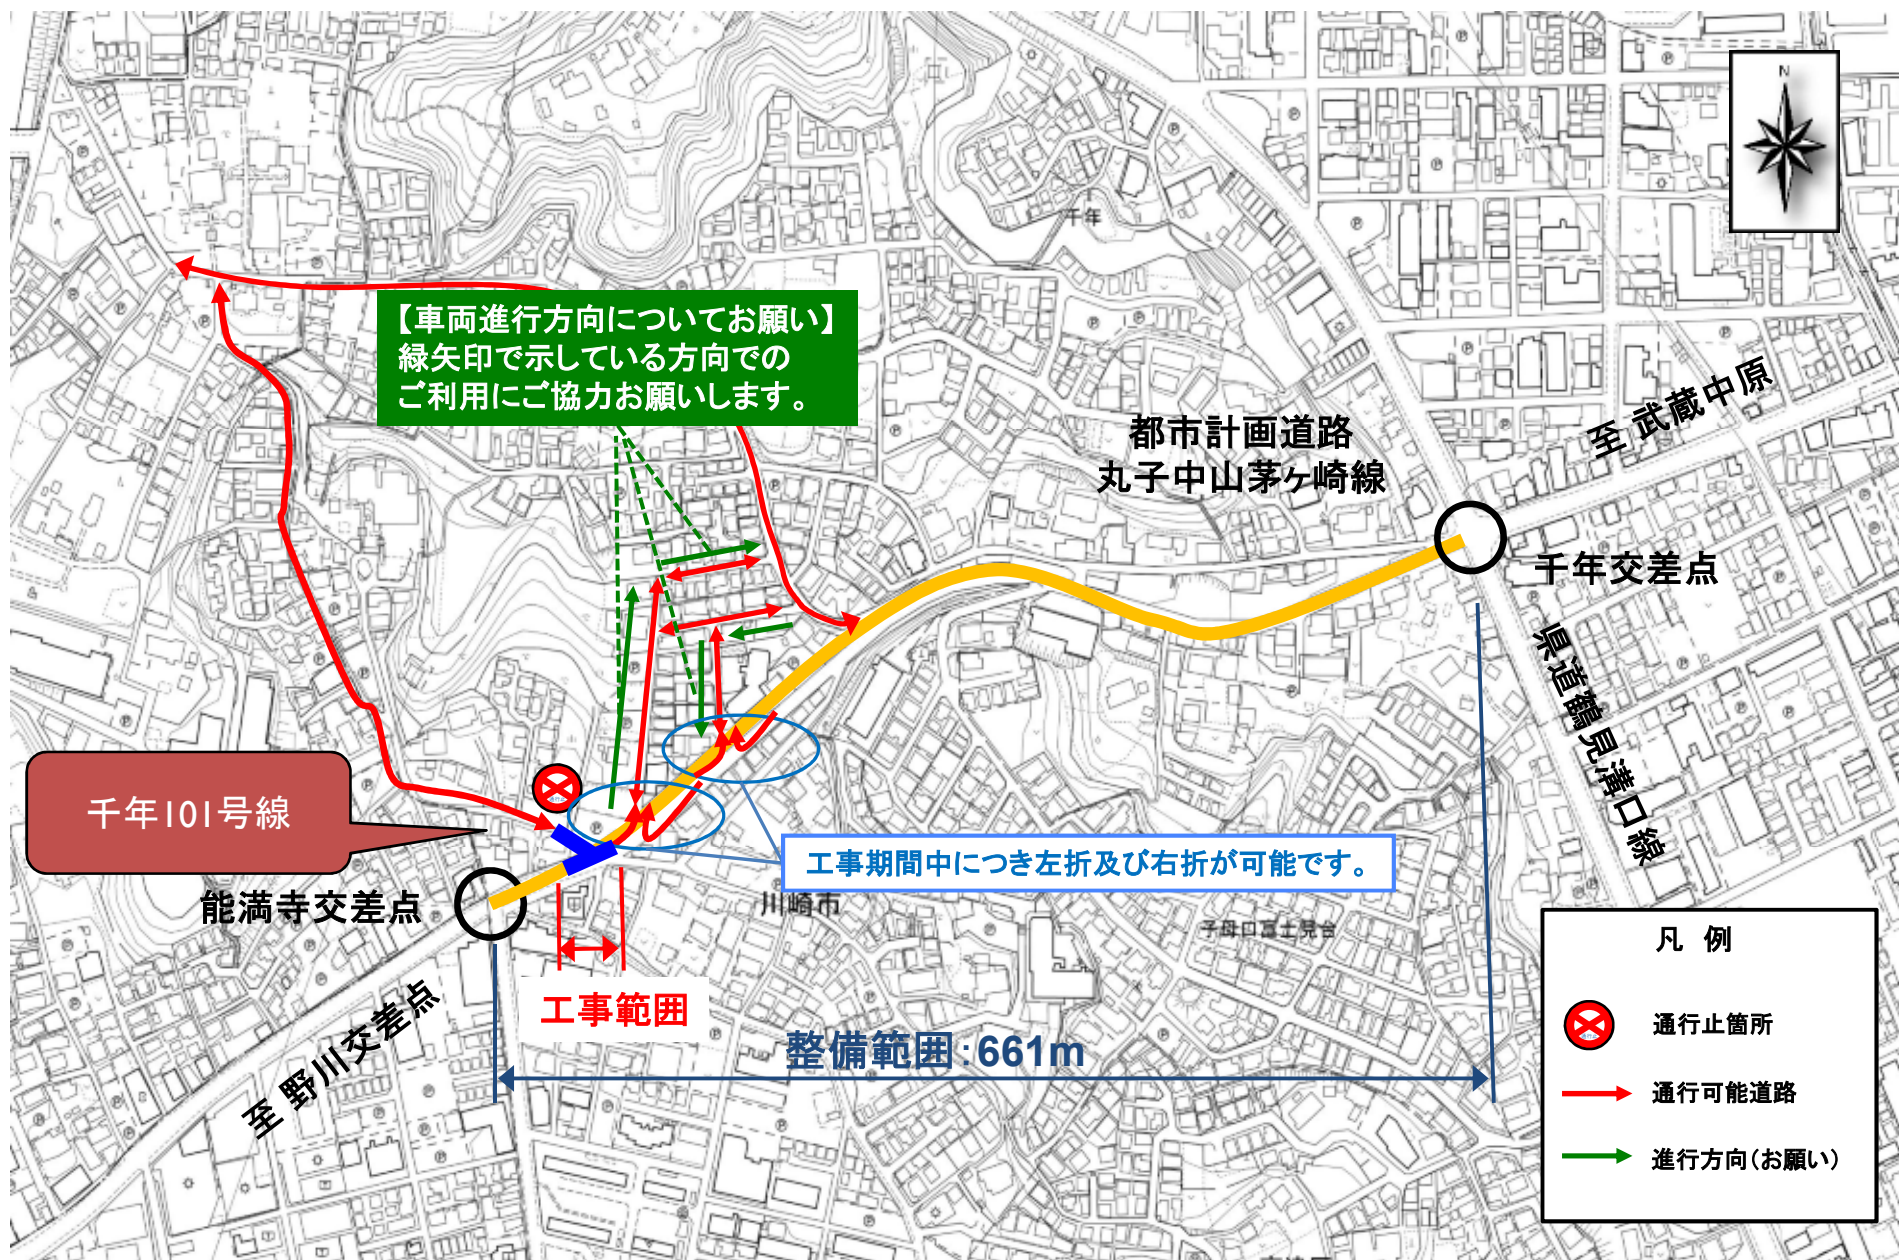 N
千年
【車両進行方向についてお願い】
緑矢印で示している方向での
ご利用にご協力お願いします。
都市計画道路
丸子中山茅ヶ崎線
至 武蔵中原
千年交差点
県道鶴見溝口線
千年101号線
能満寺交差点
工事期間中につき左折及び右折が可能です。
川崎市
子母口富士見台
工事範囲
整備範囲:661m
至 野川交差点
凡 例
通行止箇所
通行可能道路
進行方向(お願い)